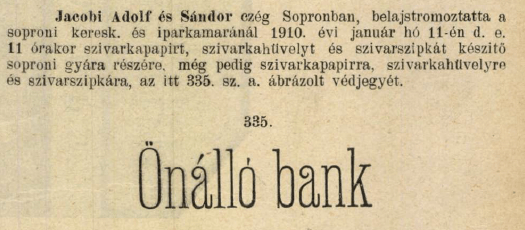 Jacobi Adolf és Sándor czég Sopronban, belajstromoztatta a
soproni keresk. és iparkamaránál 1910. évi január hó 11-én d. e.
11 órakor szivarkapapirt, szivarkahüvelyt és szivarszipkát készitő
soproni gyára részére, még pedig szivarkapapirra, szivarkahüvelyre
és szivarszipkára, az itt 335. sz. a. ábrázolt védjegyét.
335.
Önálló bank